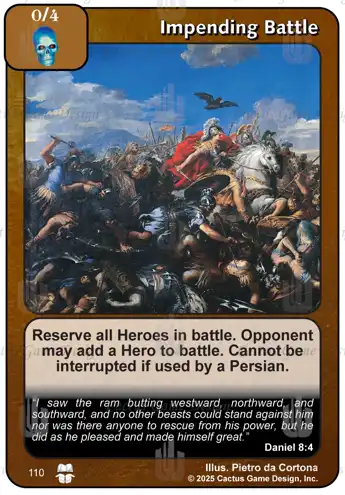 0/4
Impending Battle
Reserve all Heroes in battle. Opponent
may add a Hero to battle. Cannot be
interrupted if used by a Persian.
"I saw the ram butting westward, northward, and
southward, and no other beasts could stand against him
nor was there anyone to rescue from his power, but he
did as he pleased and made himself great."
Daniel 8:4
110
Illus. Pietro da Cortona
© 2025 Cactus Game Design, Inc.